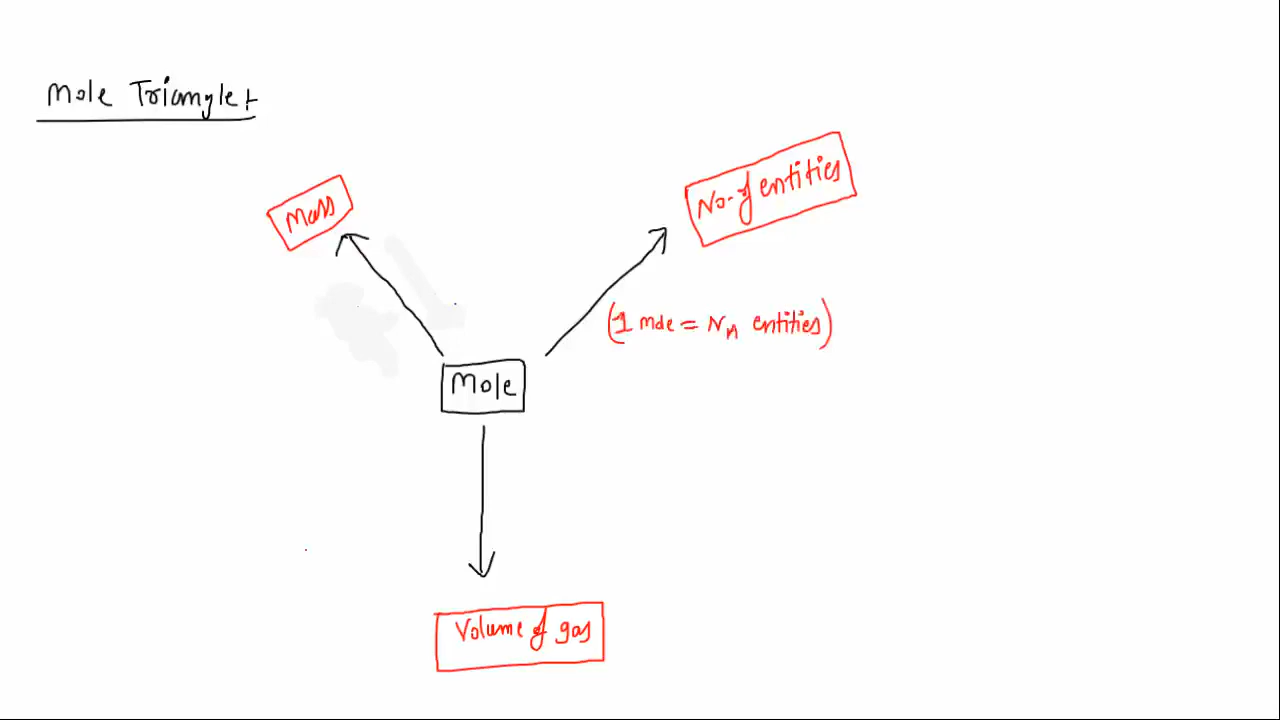 Mole Triangle:
Mass
No. of entities
(1 mole = NA entities)
Mole
Volume of gas